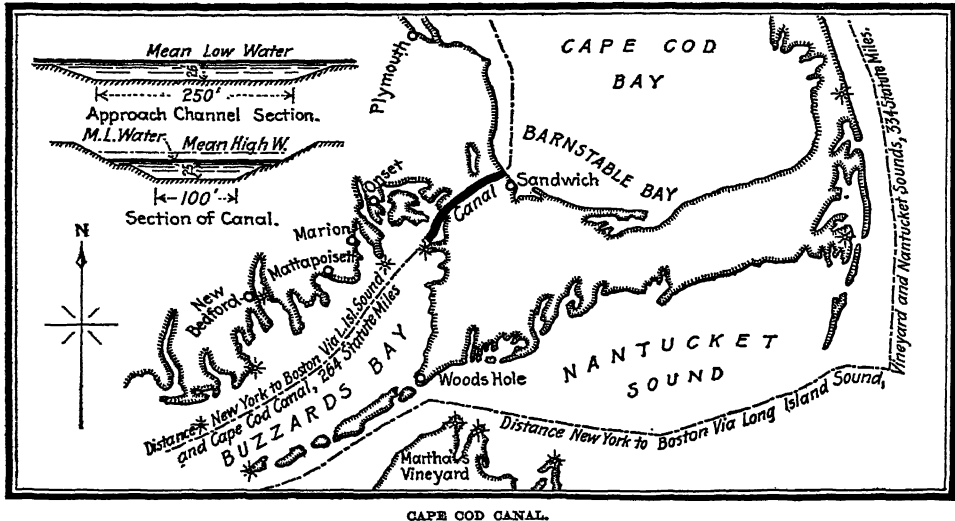 Mean Low Water
250'
Approach Channel Section.
M.L. Water
Mean High W.
25'
100'
Section of Canal.
N
Plymouth
CAPE COD
BAY
BARNSTABLE BAY
Sandwich
Canal
Onset
Marion
Mattapoisett
New
Bedford
Distance New York to Boston Via L. Isl. Sound
and Cape Cod Canal, 264 Statute Miles
BUZZARDS BAY
Woods Hole
NANTUCKET
SOUND
Martha's
Vineyard
Distance New York to Boston Via Long Island Sound,
Vineyard and Nantucket Sounds, 334 Statute Miles.
CAPE COD CANAL.